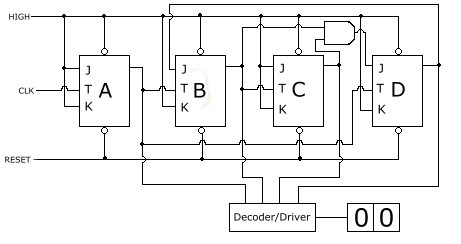 HIGH
J J J J
CLK T A T B T C T D
K K K K
RESET
Decoder/Driver 0 0